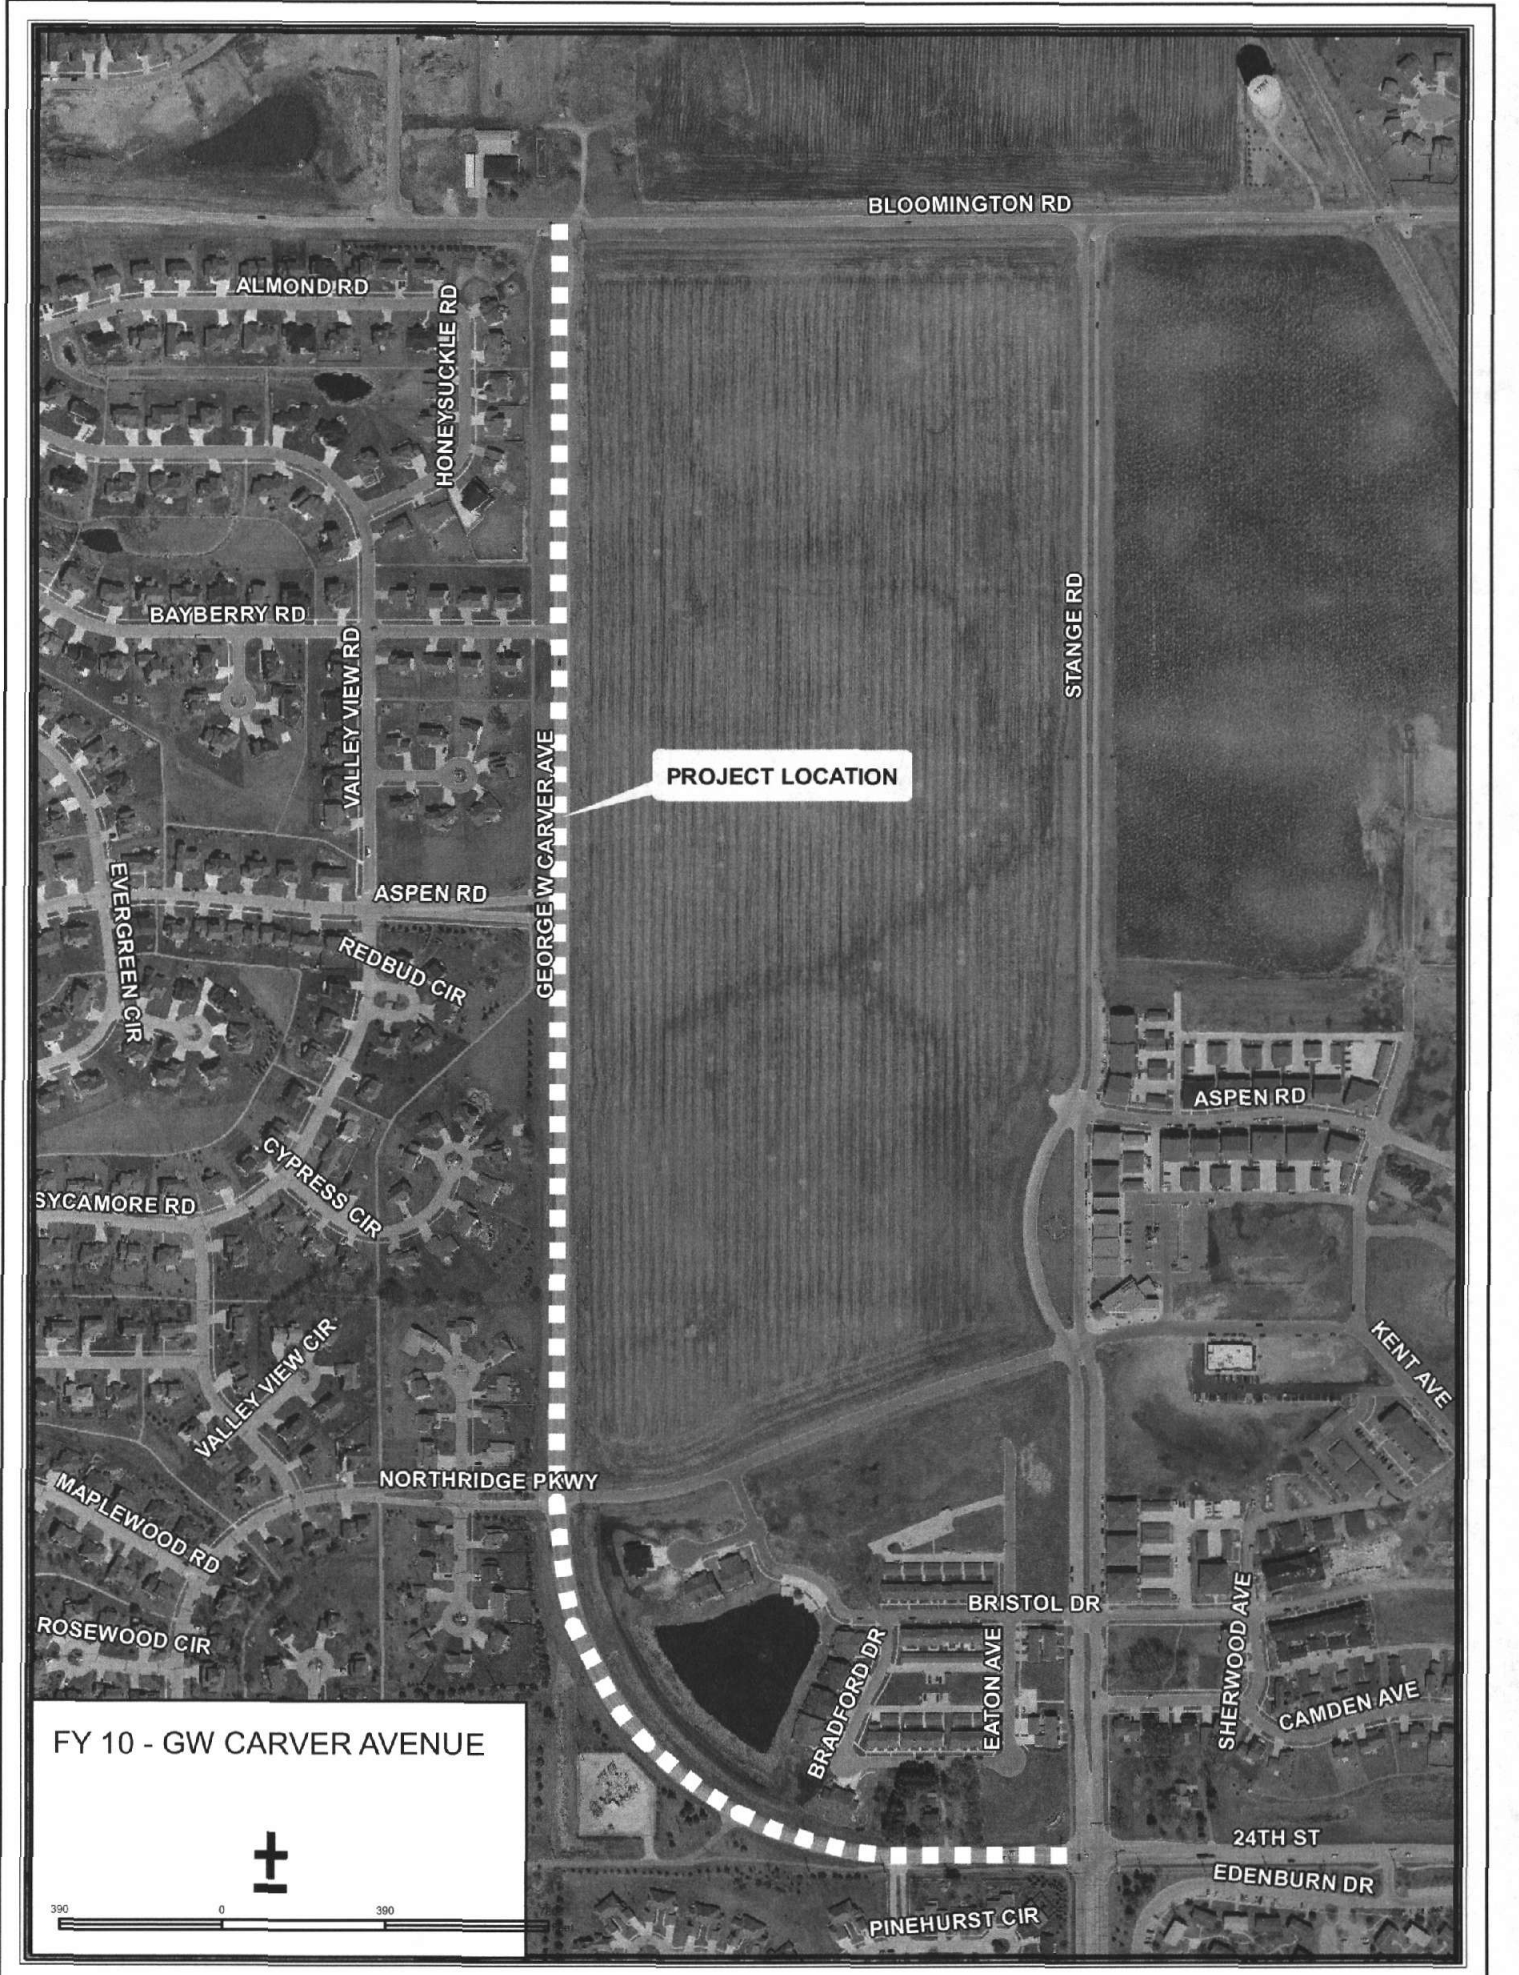 BLOOMINGTON RD
ALMOND RD
HONEYSUCKLE RD
BAYBERRY RD
VALLEY VIEW RD
STANGE RD
GEORGE W CARVER AVE
PROJECT LOCATION
EVERGREEN CIR
ASPEN RD
REDBUD CIR
ASPEN RD
CYPRESS CIR
SYCAMORE RD
VALLEY VIEW CIR
KENT AVE
NORTHRIDGE PKWY
MAPLEWOOD RD
ROSEWOOD CIR
BRISTOL DR
BRADFORD DR
EATON AVE
SHERWOOD AVE
CAMDEN AVE
FY 10 - GW CARVER AVENUE
24TH ST
EDENBURN DR
PINEHURST CIR
390 0 390